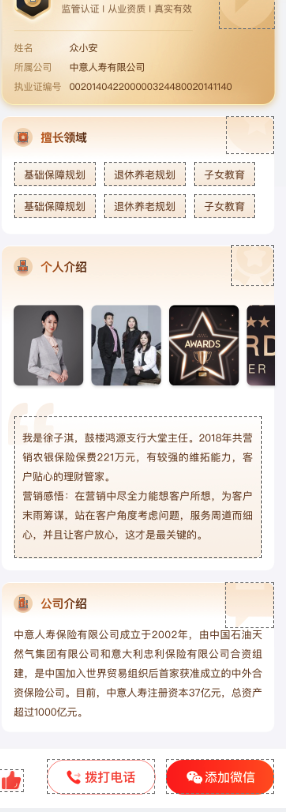 监管认证 | 从业资质 | 真实有效
姓名 众小安
所属公司 中意人寿有限公司
执业证编号 00201404220000032448002014114​0
擅长领域
基础保障规划 退休养老规划 子女教育
基础保障规划 退休养老规划 子女教育
个人介绍
AWARDS
RD
ER
我是徐子淇，鼓楼鸿源支行大堂主任。2018年共营
销农银保险保费221万元，有较强的维拓能力，客
户贴心的理财管家。
营销感悟：在营销中尽全力能想客户所想，为客户
未雨筹谋，站在客户角度考虑问题，服务周道而细
心，并且让客户放心，这才是最关键的。
公司介绍
中意人寿保险有限公司成立于2002年，由中国石油天
然气集团有限公司和意大利忠利保险有限公司合资组
建，是中国加入世界贸易组织后首家获准成立的中外合
资保险公司。目前，中意人寿注册资本37亿元，总资产
超过1000亿元。
拨打电话 添加微信